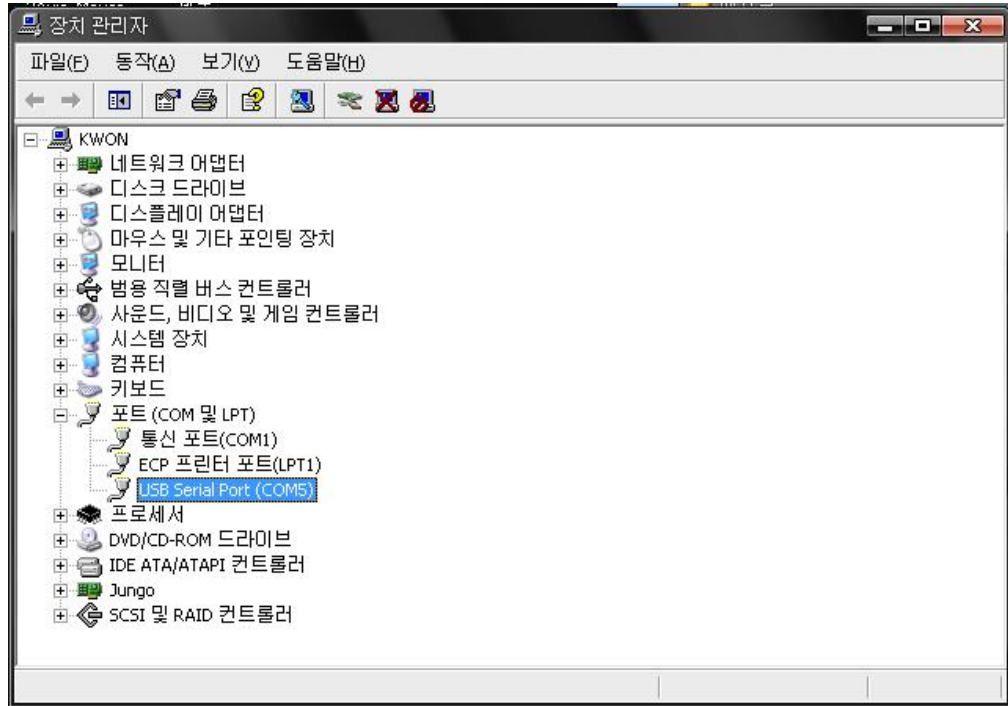 장치 관리자
파일(F) 동작(A) 보기(V) 도움말(H)
KWON
네트워크 어댑터
디스크 드라이브
디스플레이 어댑터
마우스 및 기타 포인팅 장치
모니터
범용 직렬 버스 컨트롤러
사운드, 비디오 및 게임 컨트롤러
시스템 장치
컴퓨터
키보드
포트 (COM 및 LPT)
통신 포트(COM1)
ECP 프린터 포트(LPT1)
USB Serial Port (COM5)
프로세서
DVD/CD-ROM 드라이브
IDE ATA/ATAPI 컨트롤러
Jungo
SCSI 및 RAID 컨트롤러